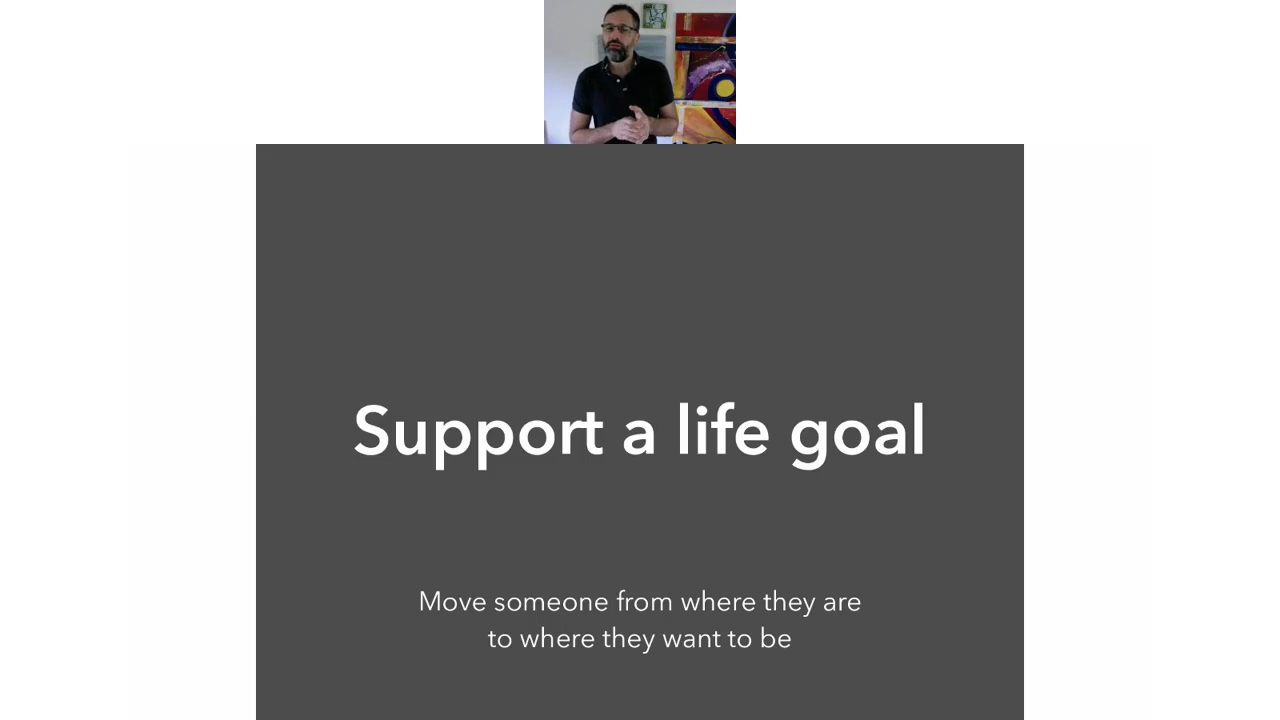 Support a life goal
Move someone from where they are
to where they want to be